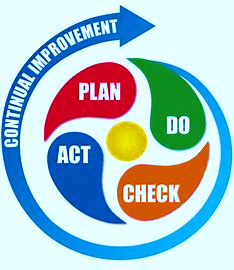 CONTINUAL IMPROVEMENT
PLAN
DO
CHECK
ACT